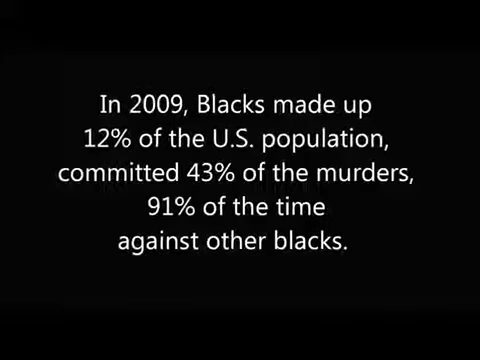 In 2009, Blacks made up
12% of the U.S. population,
committed 43% of the murders,
91% of the time
against other blacks.